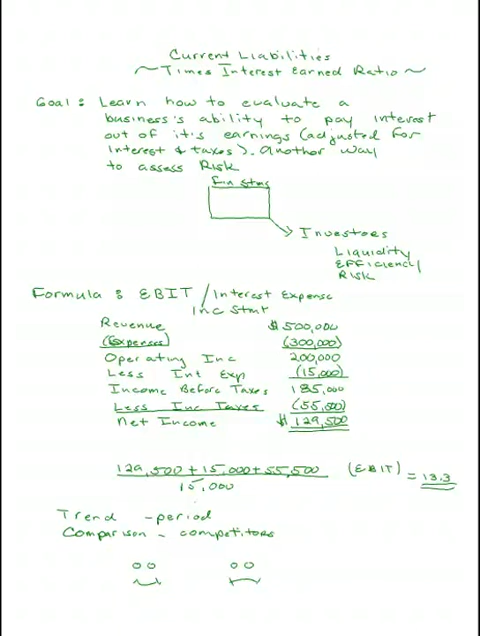 Current Liabilities
~ Times Interest Earned Ratio ~
Goal: Learn how to evaluate a
business's ability to pay interest
out of it's earnings (adjusted for
interest & taxes). Another way
to assess Risk
Fin Stms
Investors
Liquidity
Efficiency
Risk
Formula: EBIT / Interest Expense
Inc Stmt
Revenue $500,000
(Expenses) (300,000)
Operating Inc 200,000
Less Int Exp (15,000)
Income Before Taxes 185,000
Less Inc Taxes (55,500)
Net Income $129,500
129,500 + 15,000 + 55,500 (EBIT) = 13.3
15,000
Trend - period
Comparison - competitors